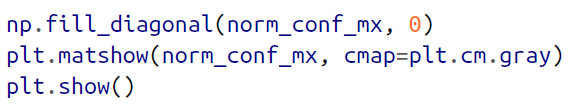 np.fill_diagonal(norm_conf_mx, 0)
plt.matshow(norm_conf_mx, cmap=plt.cm.gray)
plt.show()